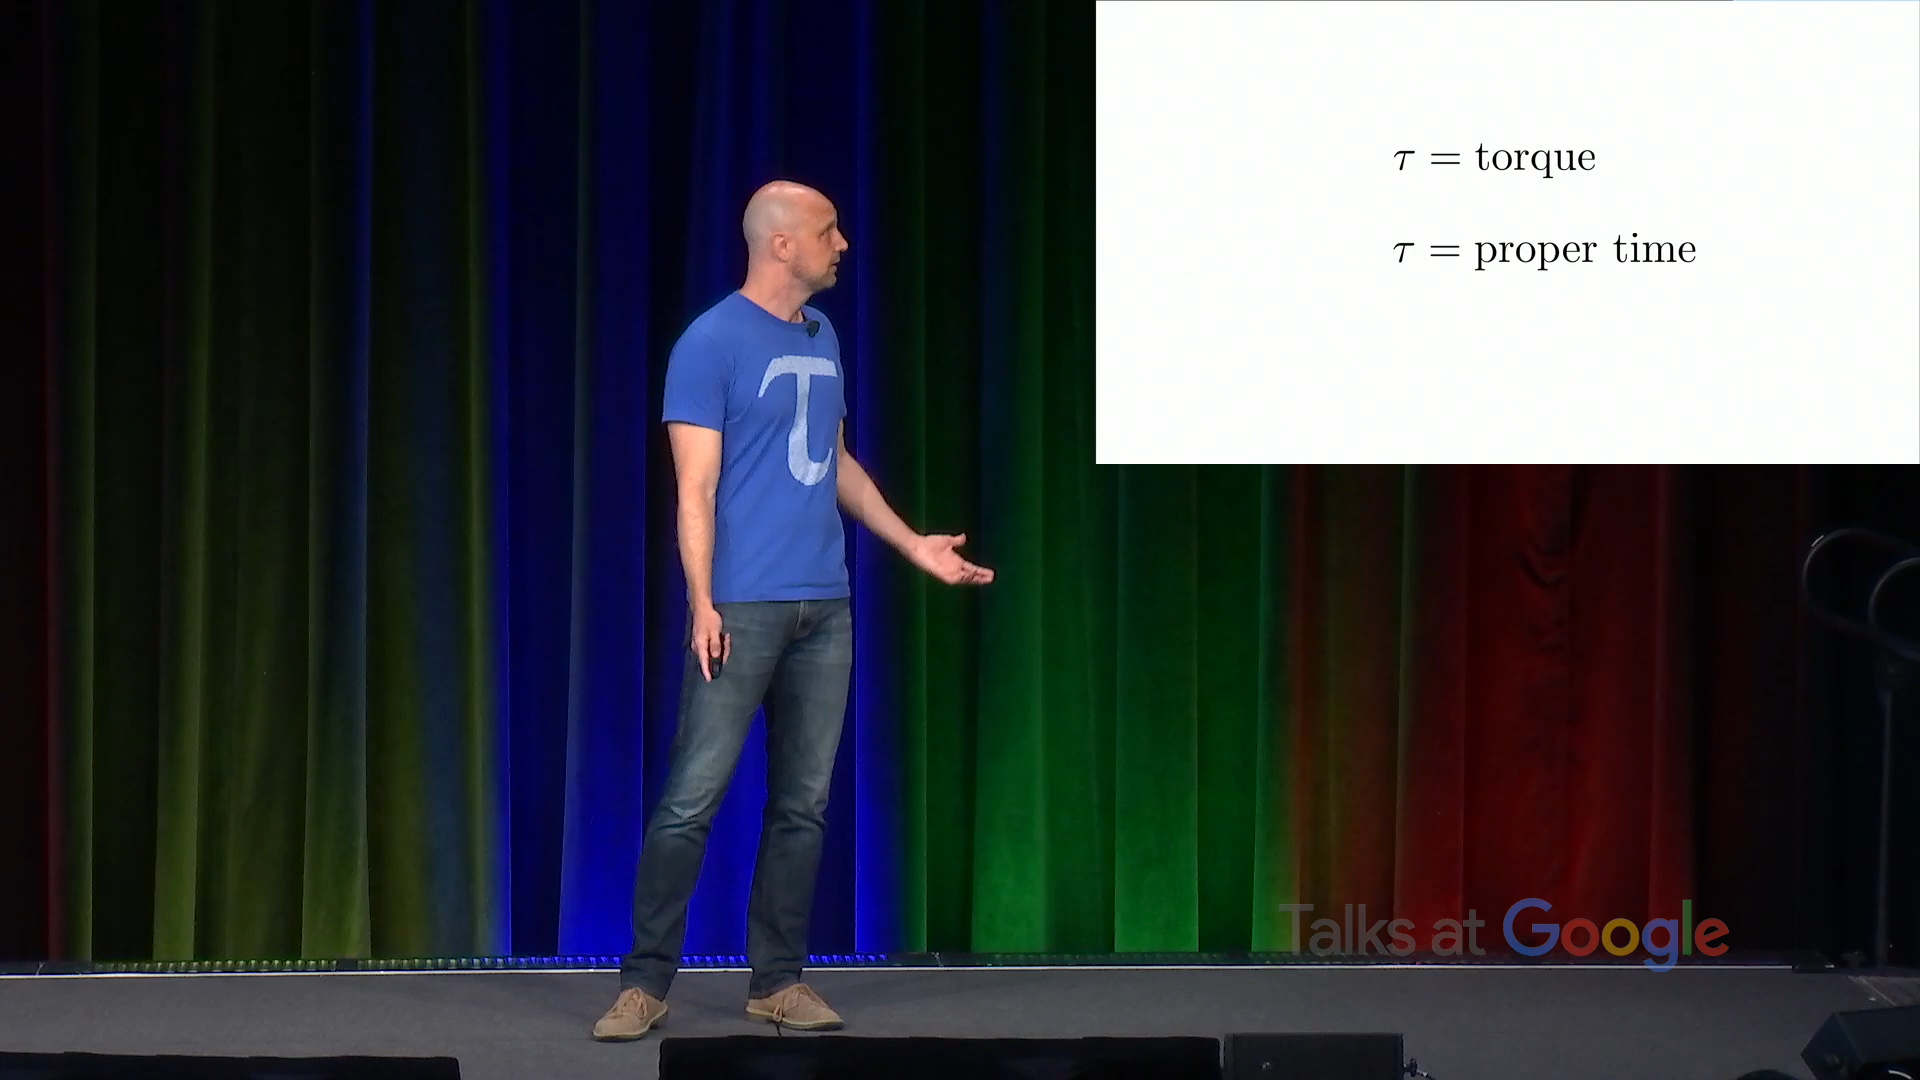 τ = torque
τ = proper time
τ
Talks at Google